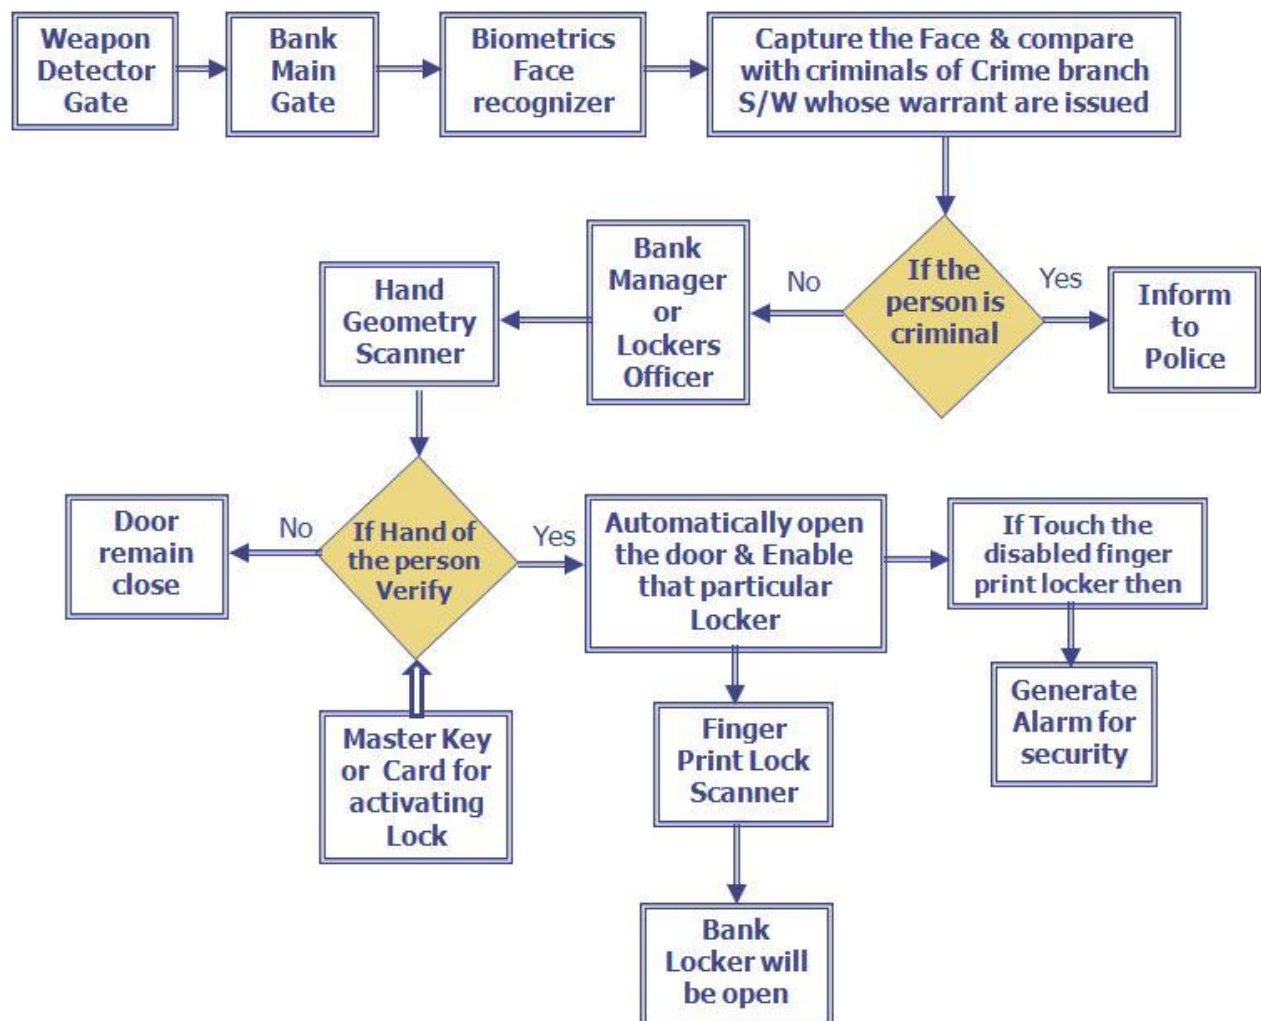 Weapon
Detector
Gate
Bank
Main
Gate
Biometrics
Face
recognizer
Capture the Face & compare
with criminals of Crime branch
S/W whose warrant are issued
If the
person is
criminal
Yes
Inform
to
Police
No
Bank
Manager
or
Lockers
Officer
Hand
Geometry
Scanner
If Hand of
the person
Verify
No
Door
remain
close
Yes
Automatically open
the door & Enable
that particular
Locker
If Touch the
disabled finger
print locker then
Generate
Alarm for
security
Master Key
or Card for
activating
Lock
Finger
Print Lock
Scanner
Bank
Locker will
be open